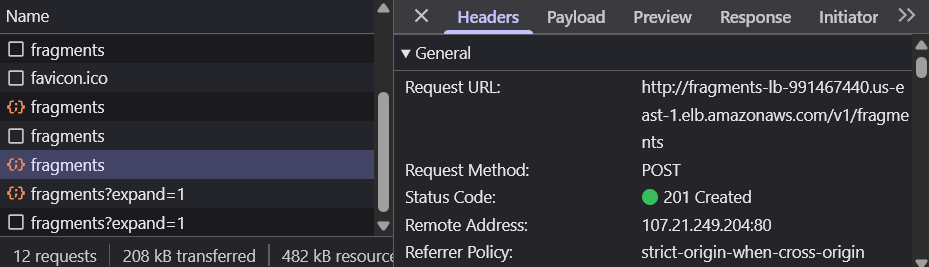 Name
fragments
favicon.ico
fragments
fragments
fragments
fragments?expand=1
fragments?expand=1
12 requests 208 kB transferred 482 kB resource
Headers Payload Preview Response Initiator
General
Request URL: http://fragments-lb-991467440.us-e
ast-1.elb.amazonaws.com/v1/fragme
nts
Request Method: POST
Status Code: 201 Created
Remote Address: 107.21.249.204:80
Referrer Policy: strict-origin-when-cross-origin